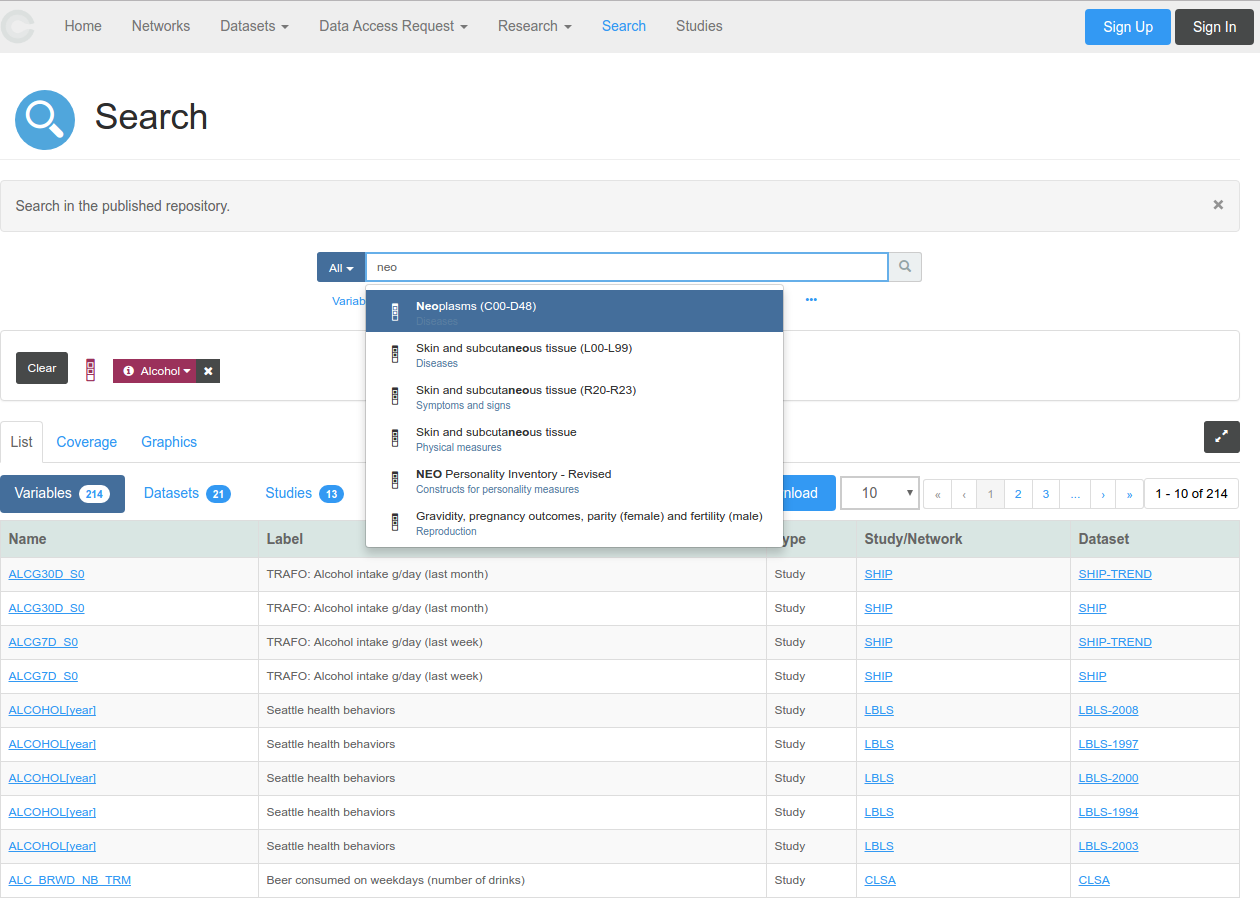 Home Networks Datasets Data Access Request Research Search Studies Sign Up Sign In
Search
Search in the published repository. ×
All neo
Variab ...
Neoplasms (C00-D48)
Diseases
Skin and subcutaneous tissue (L00-L99)
Diseases
Skin and subcutaneous tissue (R20-R23)
Symptoms and signs
Skin and subcutaneous tissue
Physical measures
NEO Personality Inventory - Revised
Constructs for personality measures
Gravidity, pregnancy outcomes, parity (female) and fertility (male)
Reproduction
Clear Alcohol ×
List Coverage Graphics
Variables 214 Datasets 21 Studies 13 nload 10 « ‹ 1 2 3 ... › » 1 - 10 of 214
Name Label ype Study/Network Dataset
ALCG30D_S0 TRAFO: Alcohol intake g/day (last month) Study SHIP SHIP-TREND
ALCG30D_S0 TRAFO: Alcohol intake g/day (last month) Study SHIP SHIP
ALCG7D_S0 TRAFO: Alcohol intake g/day (last week) Study SHIP SHIP-TREND
ALCG7D_S0 TRAFO: Alcohol intake g/day (last week) Study SHIP SHIP
ALCOHOL[year] Seattle health behaviors Study LBLS LBLS-2008
ALCOHOL[year] Seattle health behaviors Study LBLS LBLS-1997
ALCOHOL[year] Seattle health behaviors Study LBLS LBLS-2000
ALCOHOL[year] Seattle health behaviors Study LBLS LBLS-1994
ALCOHOL[year] Seattle health behaviors Study LBLS LBLS-2003
ALC_BRWD_NB_TRM Beer consumed on weekdays (number of drinks) Study CLSA CLSA